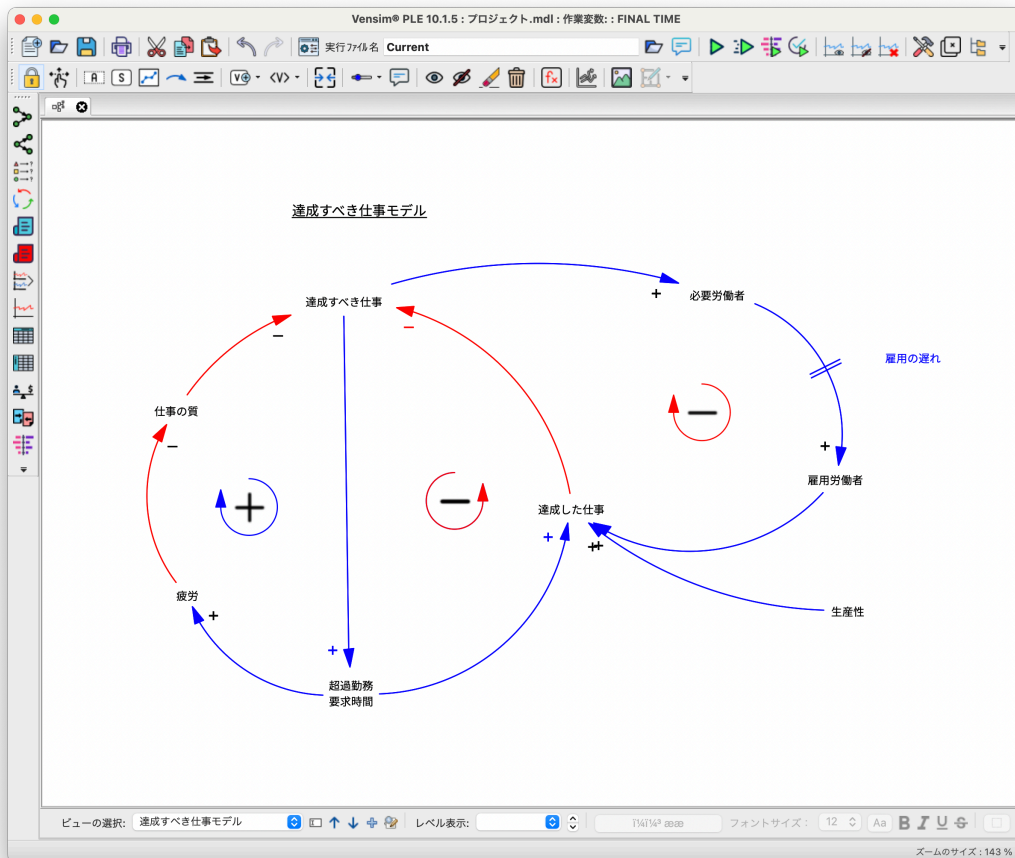 Vensim® PLE 10.1.5 : プロジェクト.mdl : 作業変数: : FINAL TIME
実行ファイル名 Current
達成すべき仕事モデル
達成すべき仕事
必要労働者
雇用の遅れ
仕事の質
雇用労働者
達成した仕事
疲労
生産性
超過勤務
要求時間
ビューの選択: 達成すべき仕事モデル レベル表示: フォントサイズ： 12 Aa B I U S
ズームのサイズ : 143 %